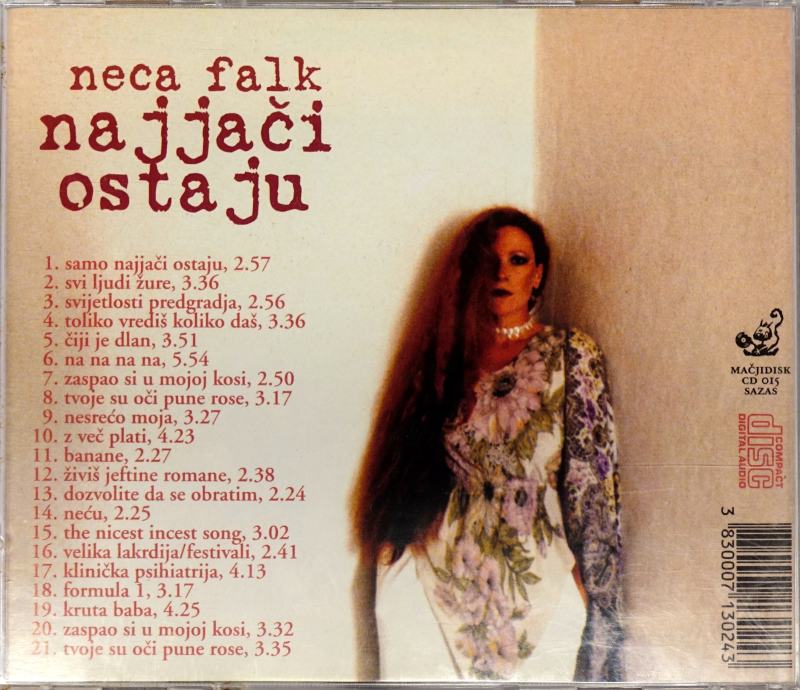 neca falk
najjači
ostaju
1. samo najjači ostaju, 2.57
2. svi ljudi žure, 3.36
3. svijetlosti predgradja, 2.56
4. toliko vrediš koliko daš, 3.36
5. čiji je dlan, 3.51
6. na na na na, 5.54
7. zaspao si u mojoj kosi, 2.50
8. tvoje su oči pune rose, 3.17
9. nesrećo moja, 3.27
10. z več plati, 4.23
11. banane, 2.27
12. živiš jeftine romane, 2.38
13. dozvolite da se obratim, 2.24
14. neću, 2.25
15. the nicest incest song, 3.02
16. velika lakrdija/festivali, 2.41
17. klinička psihiatrija, 4.13
18. formula 1, 3.17
19. kruta baba, 4.25
20. zaspao si u mojoj kosi, 3.32
21. tvoje su oči pune rose, 3.35
MAČJIDISK
CD 015
SAZAS
COMPACT
disc
DIGITAL AUDIO
3 830007 130243